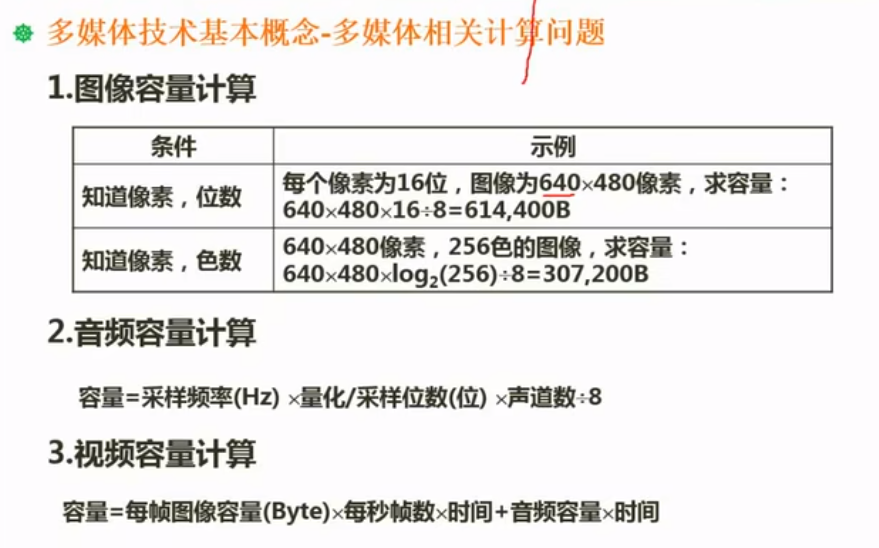 多媒体技术基本概念-多媒体相关计算问题
1.图像容量计算
条件 示例
知道像素，位数 每个像素为16位，图像为640×480像素，求容量：
640×480×16÷8=614,400B
知道像素，色数 640×480像素，256色的图像，求容量：
640×480×log₂(256)÷8=307,200B
2.音频容量计算
容量=采样频率(Hz) ×量化/采样位数(位) ×声道数÷8
3.视频容量计算
容量=每帧图像容量(Byte)×每秒帧数×时间+音频容量×时间